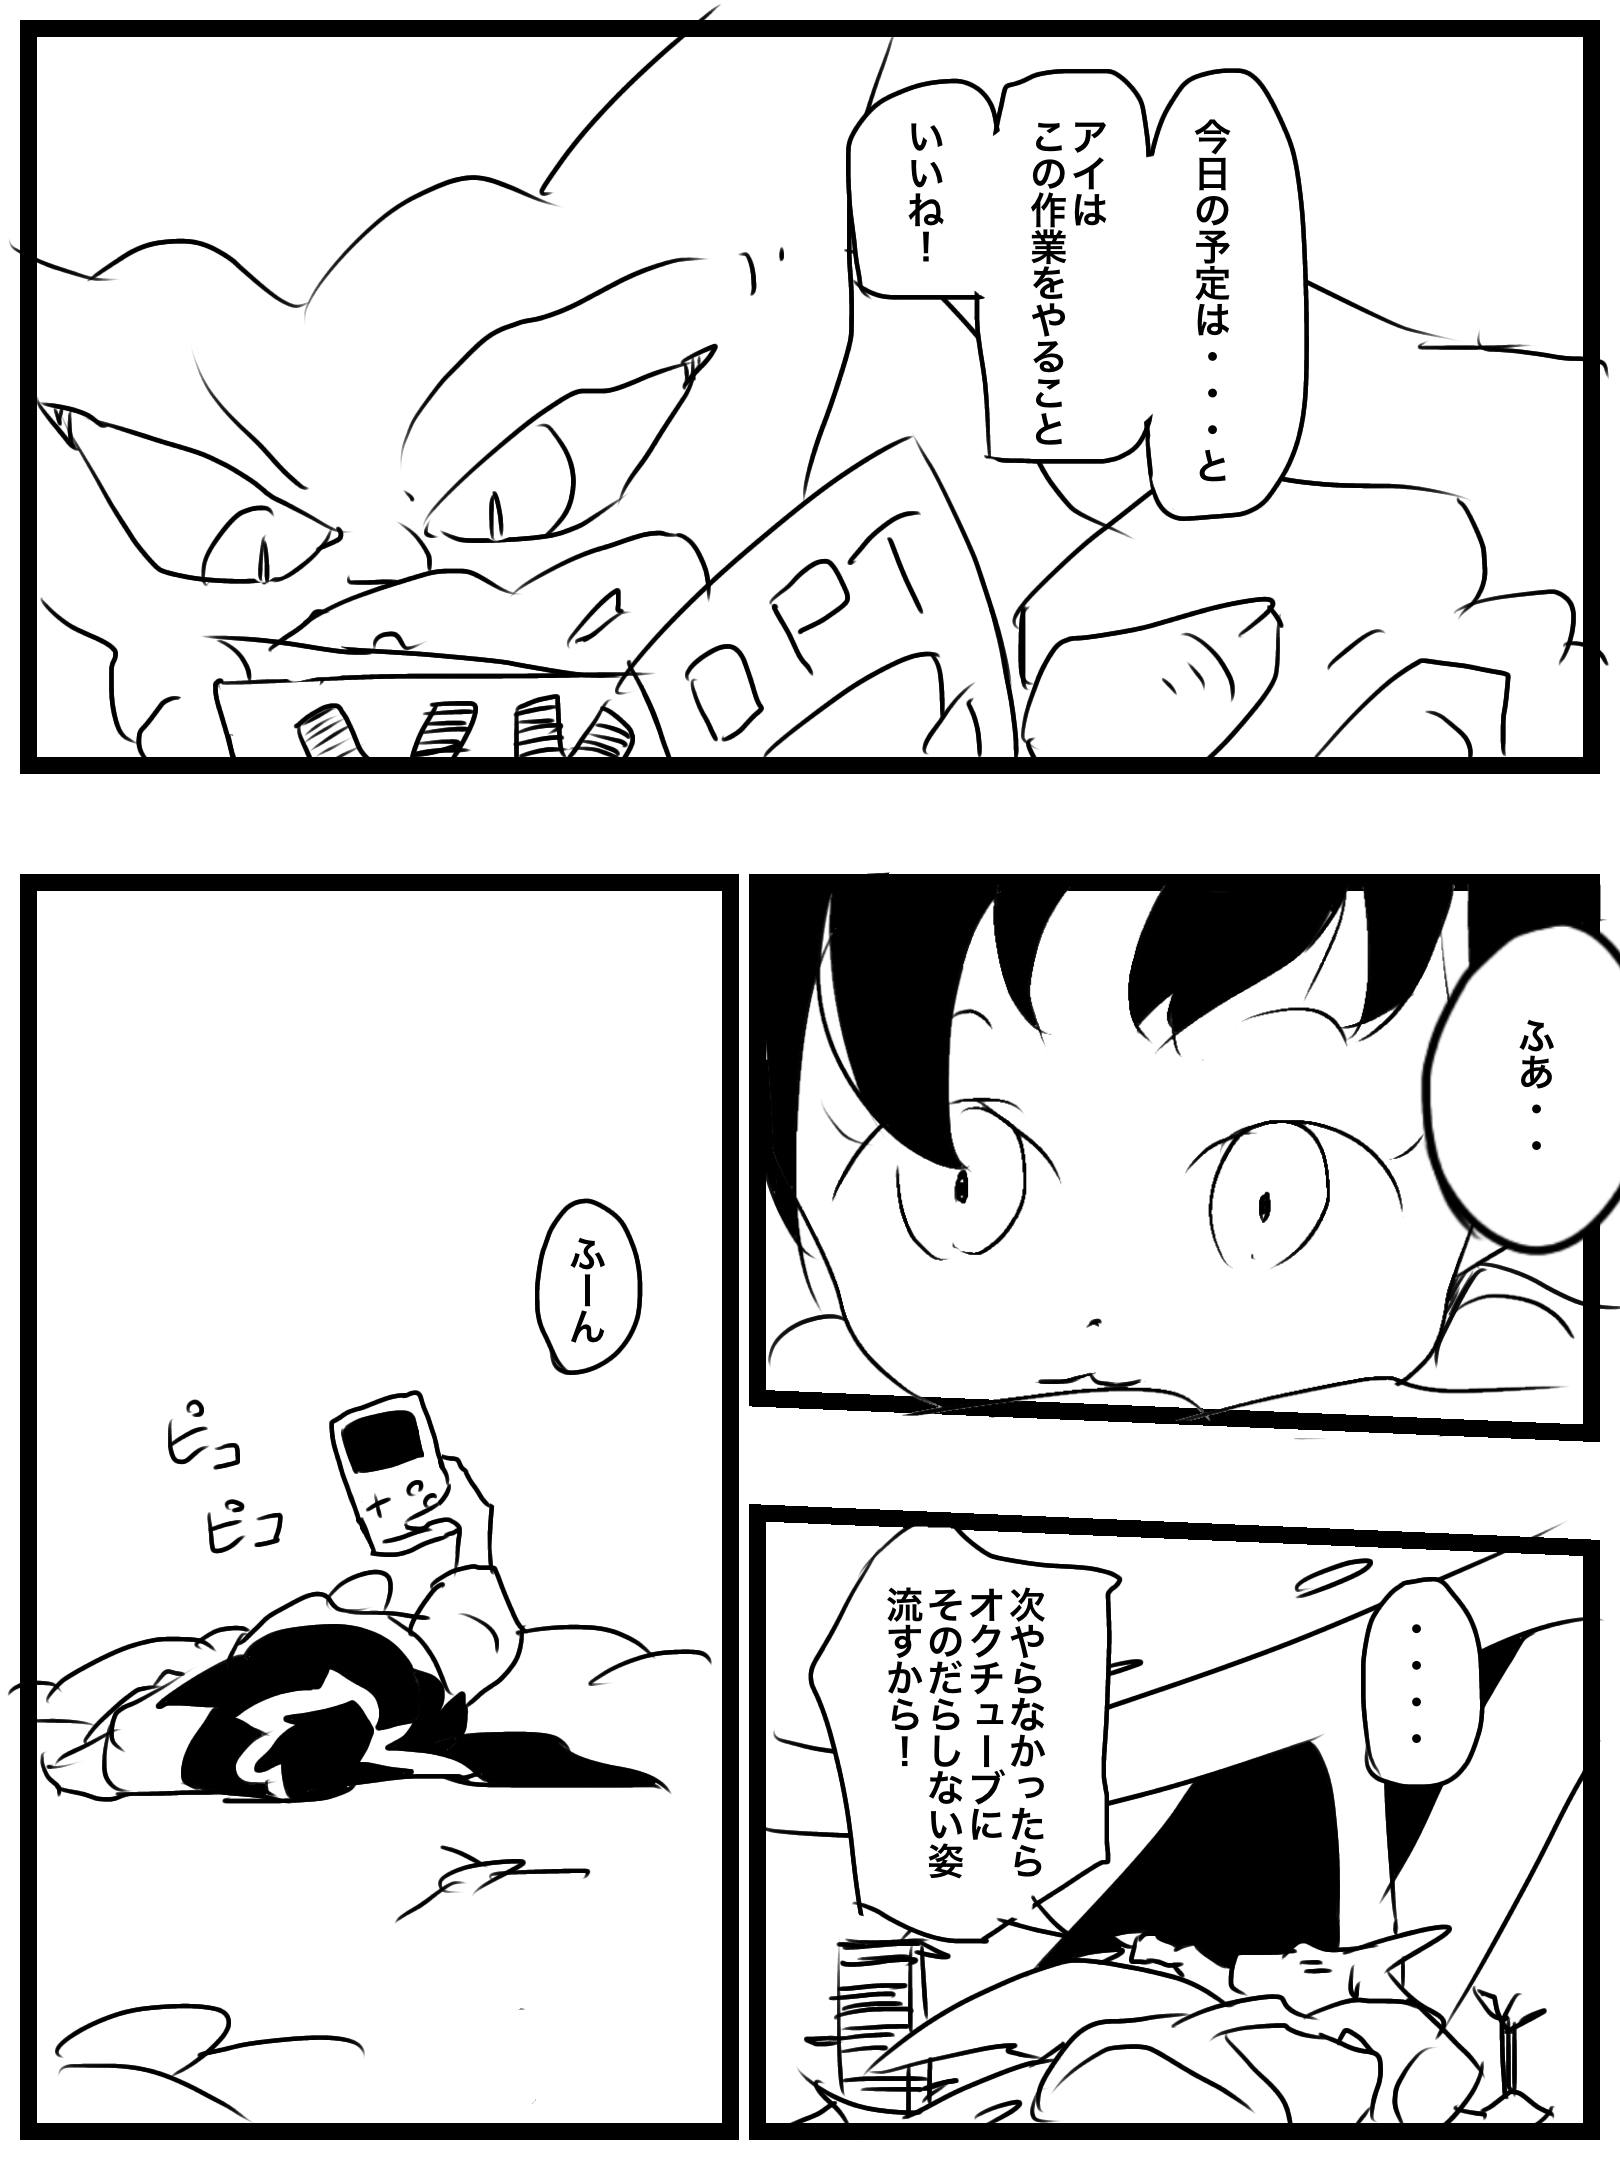 今日の予定は・・・と
アイは
この作業をやること
いいね！
ふあ・・
・・・・
次やらなかったら
オクチューブに
そのだらしない姿
流すから！
ふーん
ピコ
ピコ